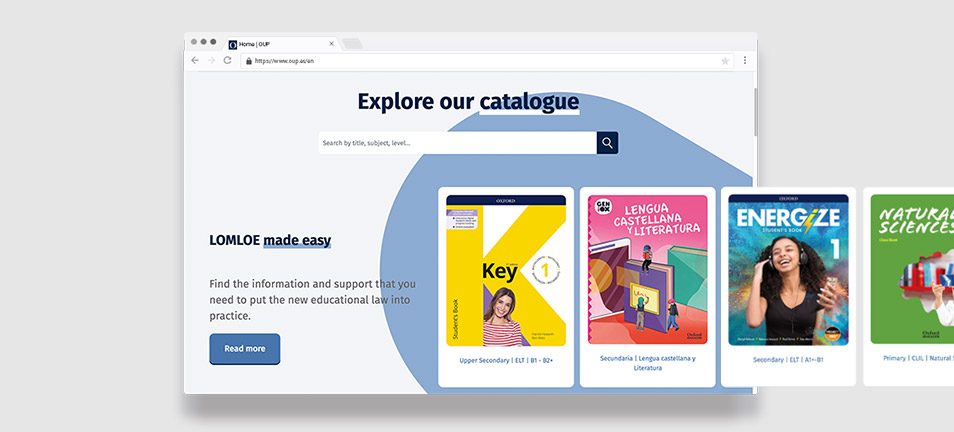 Home | OUP
https://www.oup.es/en
Explore our catalogue
Search by title, subject, level...
LOMLOE made easy
Find the information and support that you
need to put the new educational law into
practice.
Read more
OXFORD
Key
1
Student's Book
Upper Secondary | ELT | B1 - B2+
GENiOX
LENGUA
CASTELLANA
Y LITERATURA
Secundaria | Lengua castellana y
Literatura
OXFORD
ENERGIZE
STUDENT'S BOOK
1
Secondary | ELT | A1+-B1
NATURAL
SCIENCES
Class Book
Oxford
Primary | CLIL | Natural